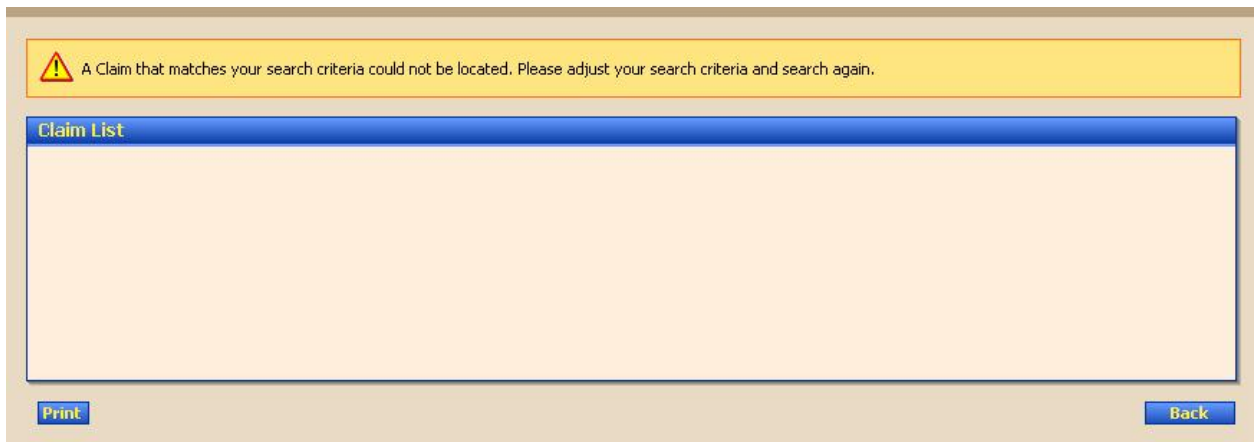 A Claim that matches your search criteria could not be located. Please adjust your search criteria and search again.
Claim List
Print
Back